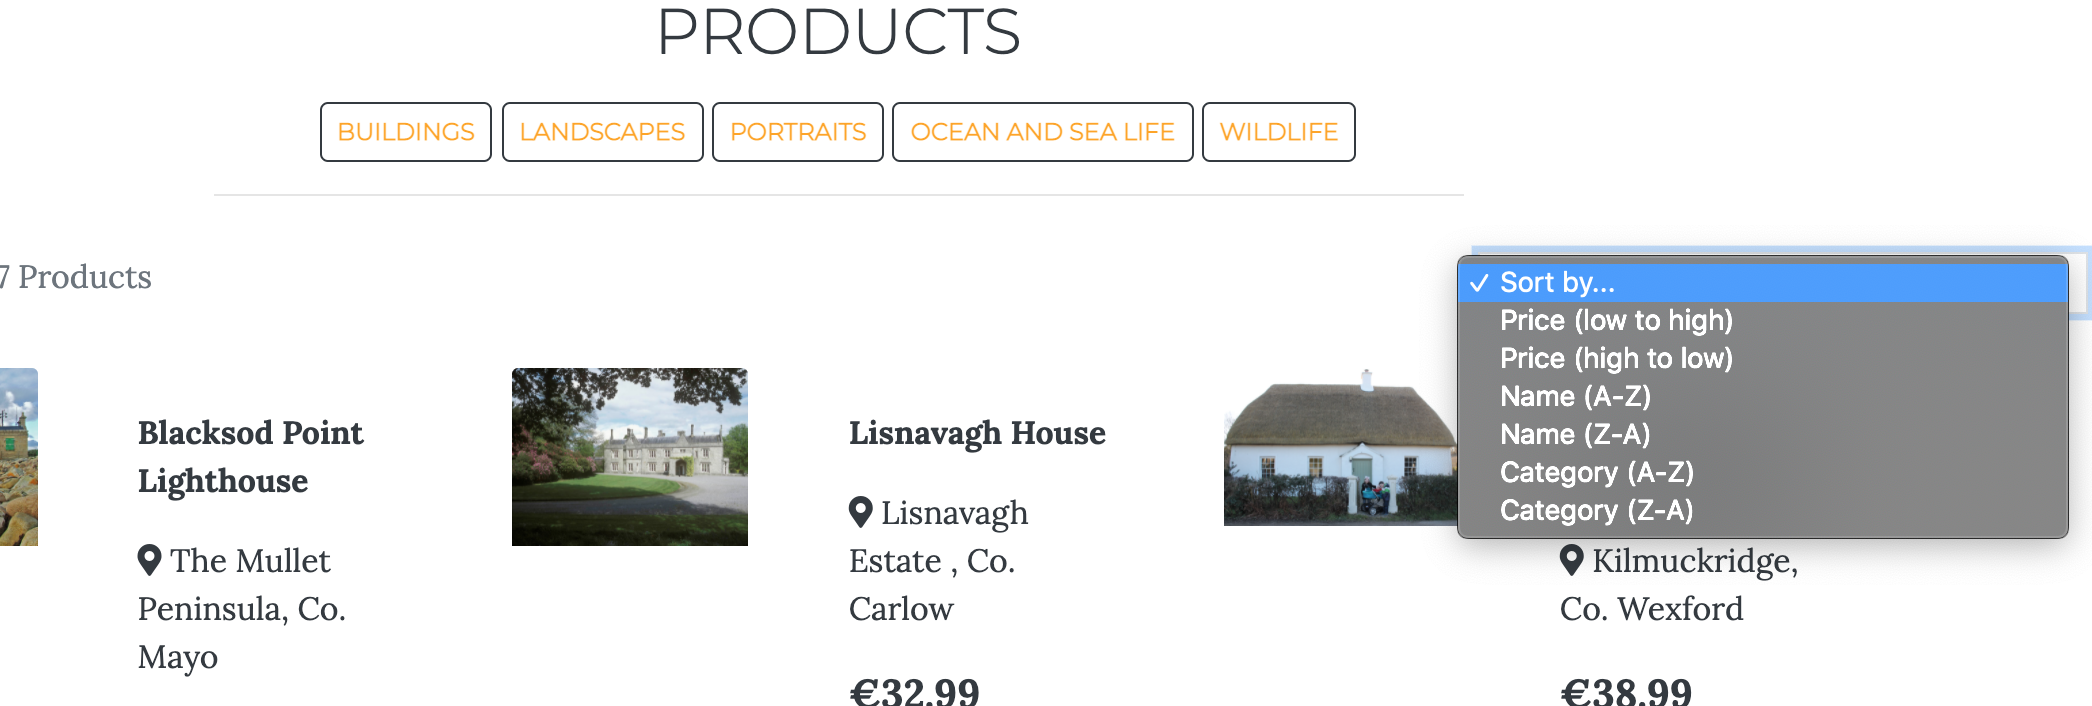 PRODUCTS
BUILDINGS LANDSCAPES PORTRAITS OCEAN AND SEA LIFE WILDLIFE
7 Products
✓ Sort by...
Price (low to high)
Price (high to low)
Name (A-Z)
Name (Z-A)
Category (A-Z)
Category (Z-A)
Blacksod Point
Lighthouse
The Mullet
Peninsula, Co.
Mayo
Lisnavagh House
Lisnavagh
Estate , Co.
Carlow
€32.99
Kilmuckridge,
Co. Wexford
€38.99